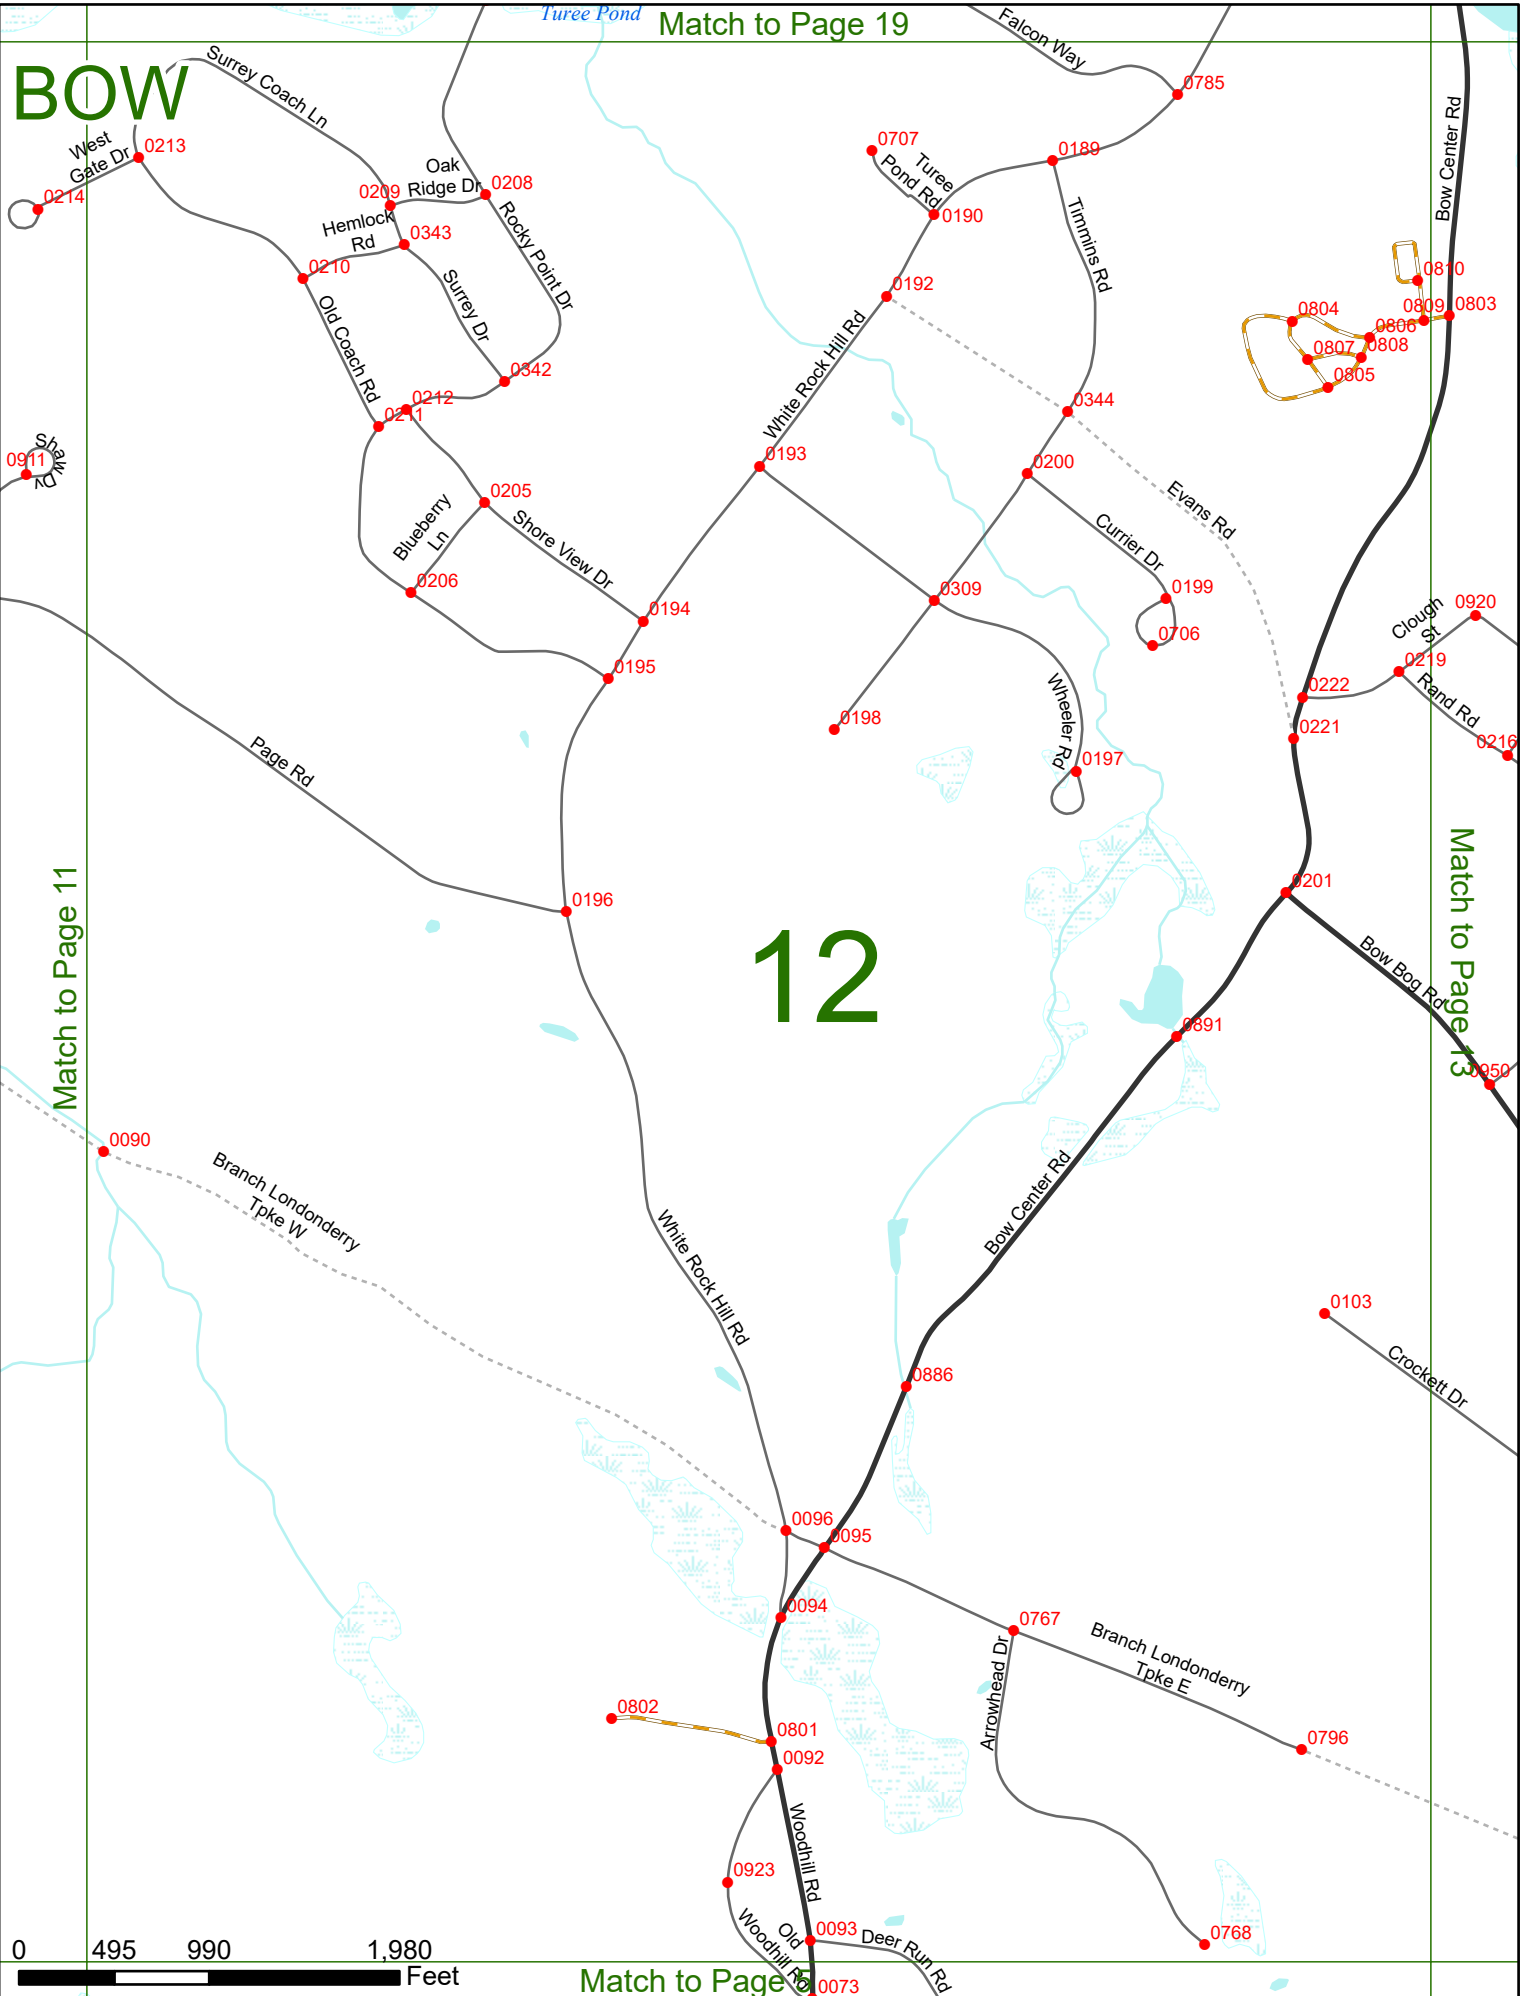 Turee Pond
Match to Page 19
BOW
Falcon Way
Surrey Coach Ln
0785
Bow Center Rd
West
Gate Dr
0213
0707
Turee
Pond Rd
0189
Oak
Ridge Dr
0208
0209
0214
0190
Hemlock
Rd
0343
Rocky Point Dr
Timmins Rd
0210
0192
0810
Surrey Dr
Old Coach Rd
White Rock Hill Rd
0804
0809
0803
0806
0807
0808
0805
0342
0212
0211
0344
Shaw Dr
0911
0193
0200
Evans Rd
0205
Blueberry
Ln
Shore View Dr
Currier Dr
0206
0309
0199
0194
0706
Clough
St
0920
0195
0219
Rand Rd
0222
Wheeler Rd
0198
0221
0216
Page Rd
0197
Match to Page 11
Match to Page 13
0201
0196
12
Bow Bog Rd
0891
0950
0090
Branch Londonderry
Tpke W
Bow Center Rd
White Rock Hill Rd
0103
Crockett Dr
0886
0096
0095
0094
0767
Branch Londonderry
Tpke E
Arrowhead Dr
0802
0801
0796
0092
Woodhill Rd
0923
Old
Woodhill Rd
0093
Deer Run Rd
0768
0 495 990 1,980
Feet
Match to Page 5
0073